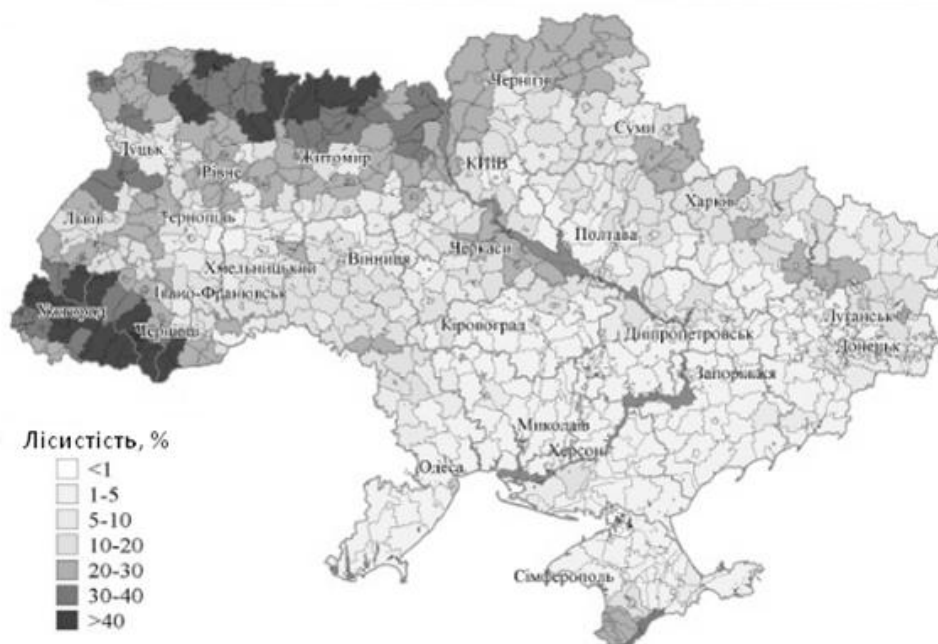 Чернігів
Суми
Луцьк
Житомир
КИЇВ
Рівне
Харків
Львів
Тернопіль
Черкаси
Полтава
Вінниця
Хмельницький
Івано-Франківськ
Ужгород
Чернівці
Кіровоград
Дніпропетровськ
Луганськ
Донецьк
Запоріжжя
Миколаїв
Херсон
Одеса
Сімферополь
Лісистість, %
<1
1-5
5-10
10-20
20-30
30-40
>40